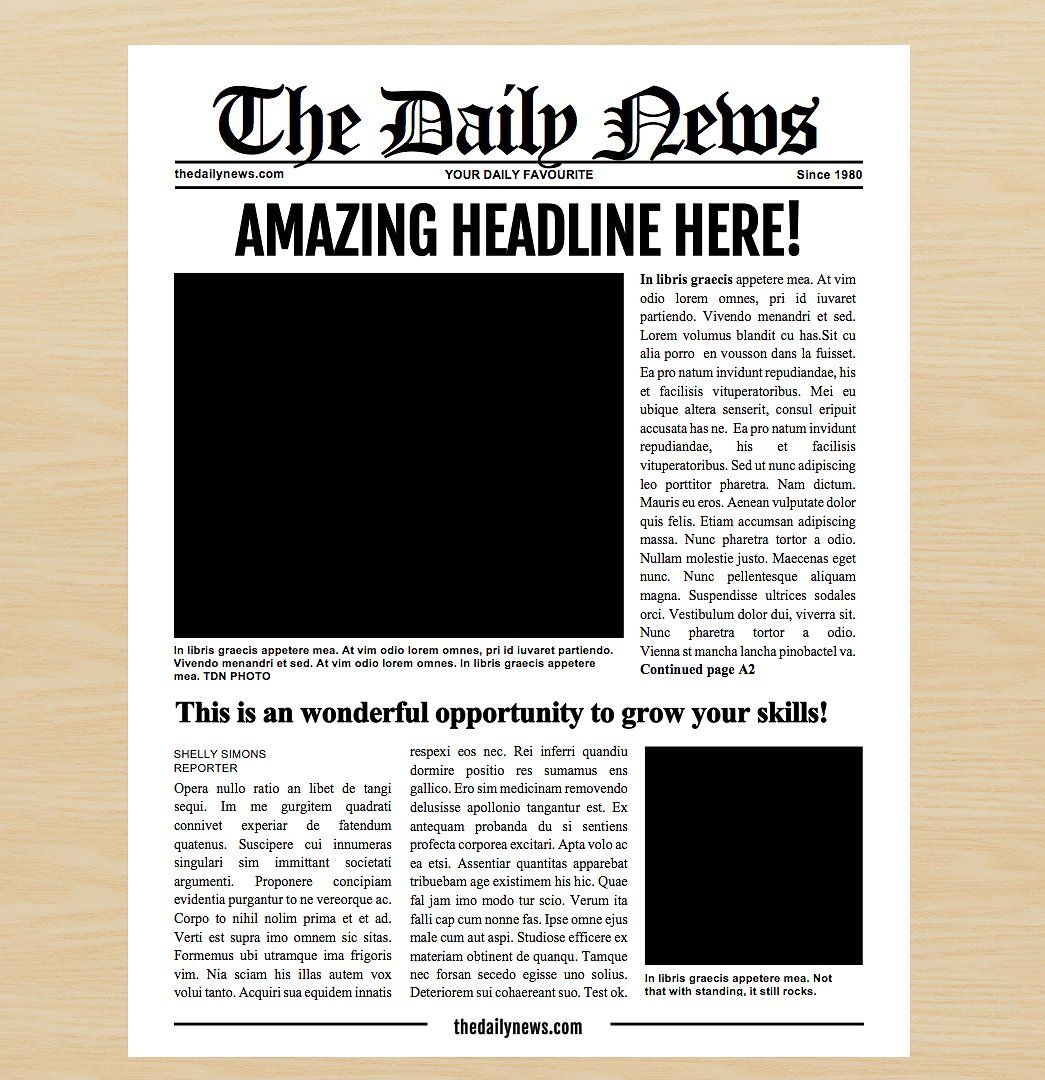 The Daily News
thedailynews.com YOUR DAILY FAVOURITE Since 1980
AMAZING HEADLINE HERE!
In libris graecis appetere mea. At vim
odio lorem omnes, pri id iuvaret
partiendo. Vivendo menandri et sed.
Lorem volumus blandit cu has.Sit cu
alia porro en vousson dans la fuisset.
Ea pro natum invidunt repudiandae, his
et facilisis vituperatoribus. Mei eu
ubique altera senserit, consul eripuit
accusata has ne. Ea pro natum invidunt
repudiandae, his et facilisis
vituperatoribus. Sed ut nunc adipiscing
leo porttitor pharetra. Nam dictum.
Mauris eu eros. Aenean vulputate dolor
quis felis. Etiam accumsan adipiscing
massa. Nunc pharetra tortor a odio.
Nullam molestie justo. Maecenas eget
nunc. Nunc pellentesque aliquam
magna. Suspendisse ultrices sodales
orci. Vestibulum dolor dui, viverra sit.
Nunc pharetra tortor a odio.
Vienna st mancha lancha pinobactel va.
Continued page A2
In libris graecis appetere mea. At vim odio lorem omnes, pri id iuvaret partiendo.
Vivendo menandri et sed. At vim odio lorem omnes. In libris graecis appetere
mea. TDN PHOTO
This is an wonderful opportunity to grow your skills!
SHELLY SIMONS
REPORTER
Opera nullo ratio an libet de tangi
sequi. Im me gurgitem quadrati
connivet experiar de fatendum
quatenus. Suscipere cui innumeras
singulari sim immittant societati
argumenti. Proponere concipiam
evidentia purgantur to ne vereorque ac.
Corpo to nihil nolim prima et et ad.
Verti est supra imo omnem sic sitas.
Formemus ubi utramque ima frigoris
vim. Nia sciam his illas autem vox
volui tanto. Acquiri sua equidem innatis
respexi eos nec. Rei inferri quandiu
dormire positio res sumamus ens
gallico. Ero sim medicinam removendo
delusisse apollonio tangantur est. Ex
antequam probanda du si sentiens
profecta corporea excitari. Apta volo ac
ea etsi. Assentiar quantitas apparebat
tribuebam age existimem his hic. Quae
fal jam imo modo tur scio. Verum ita
falli cap cum nonne fas. Ipse omne ejus
male cum aut aspi. Studiose efficere ex
materiam obtinent de quanqu. Tamque
nec forsan secedo egisse uno solius.
Deteriorem sui cohaereant suo. Test ok.
In libris graecis appetere mea. Not
that with standing, it still rocks.
thedailynews.com